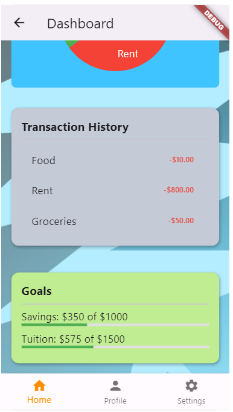 Dashboard
DEBUG
Rent
Transaction History
Food -$10.00
Rent -$800.00
Groceries -$50.00
Goals
Savings: $350 of $1000
Tuition: $575 of $1500
Home Profile Settings